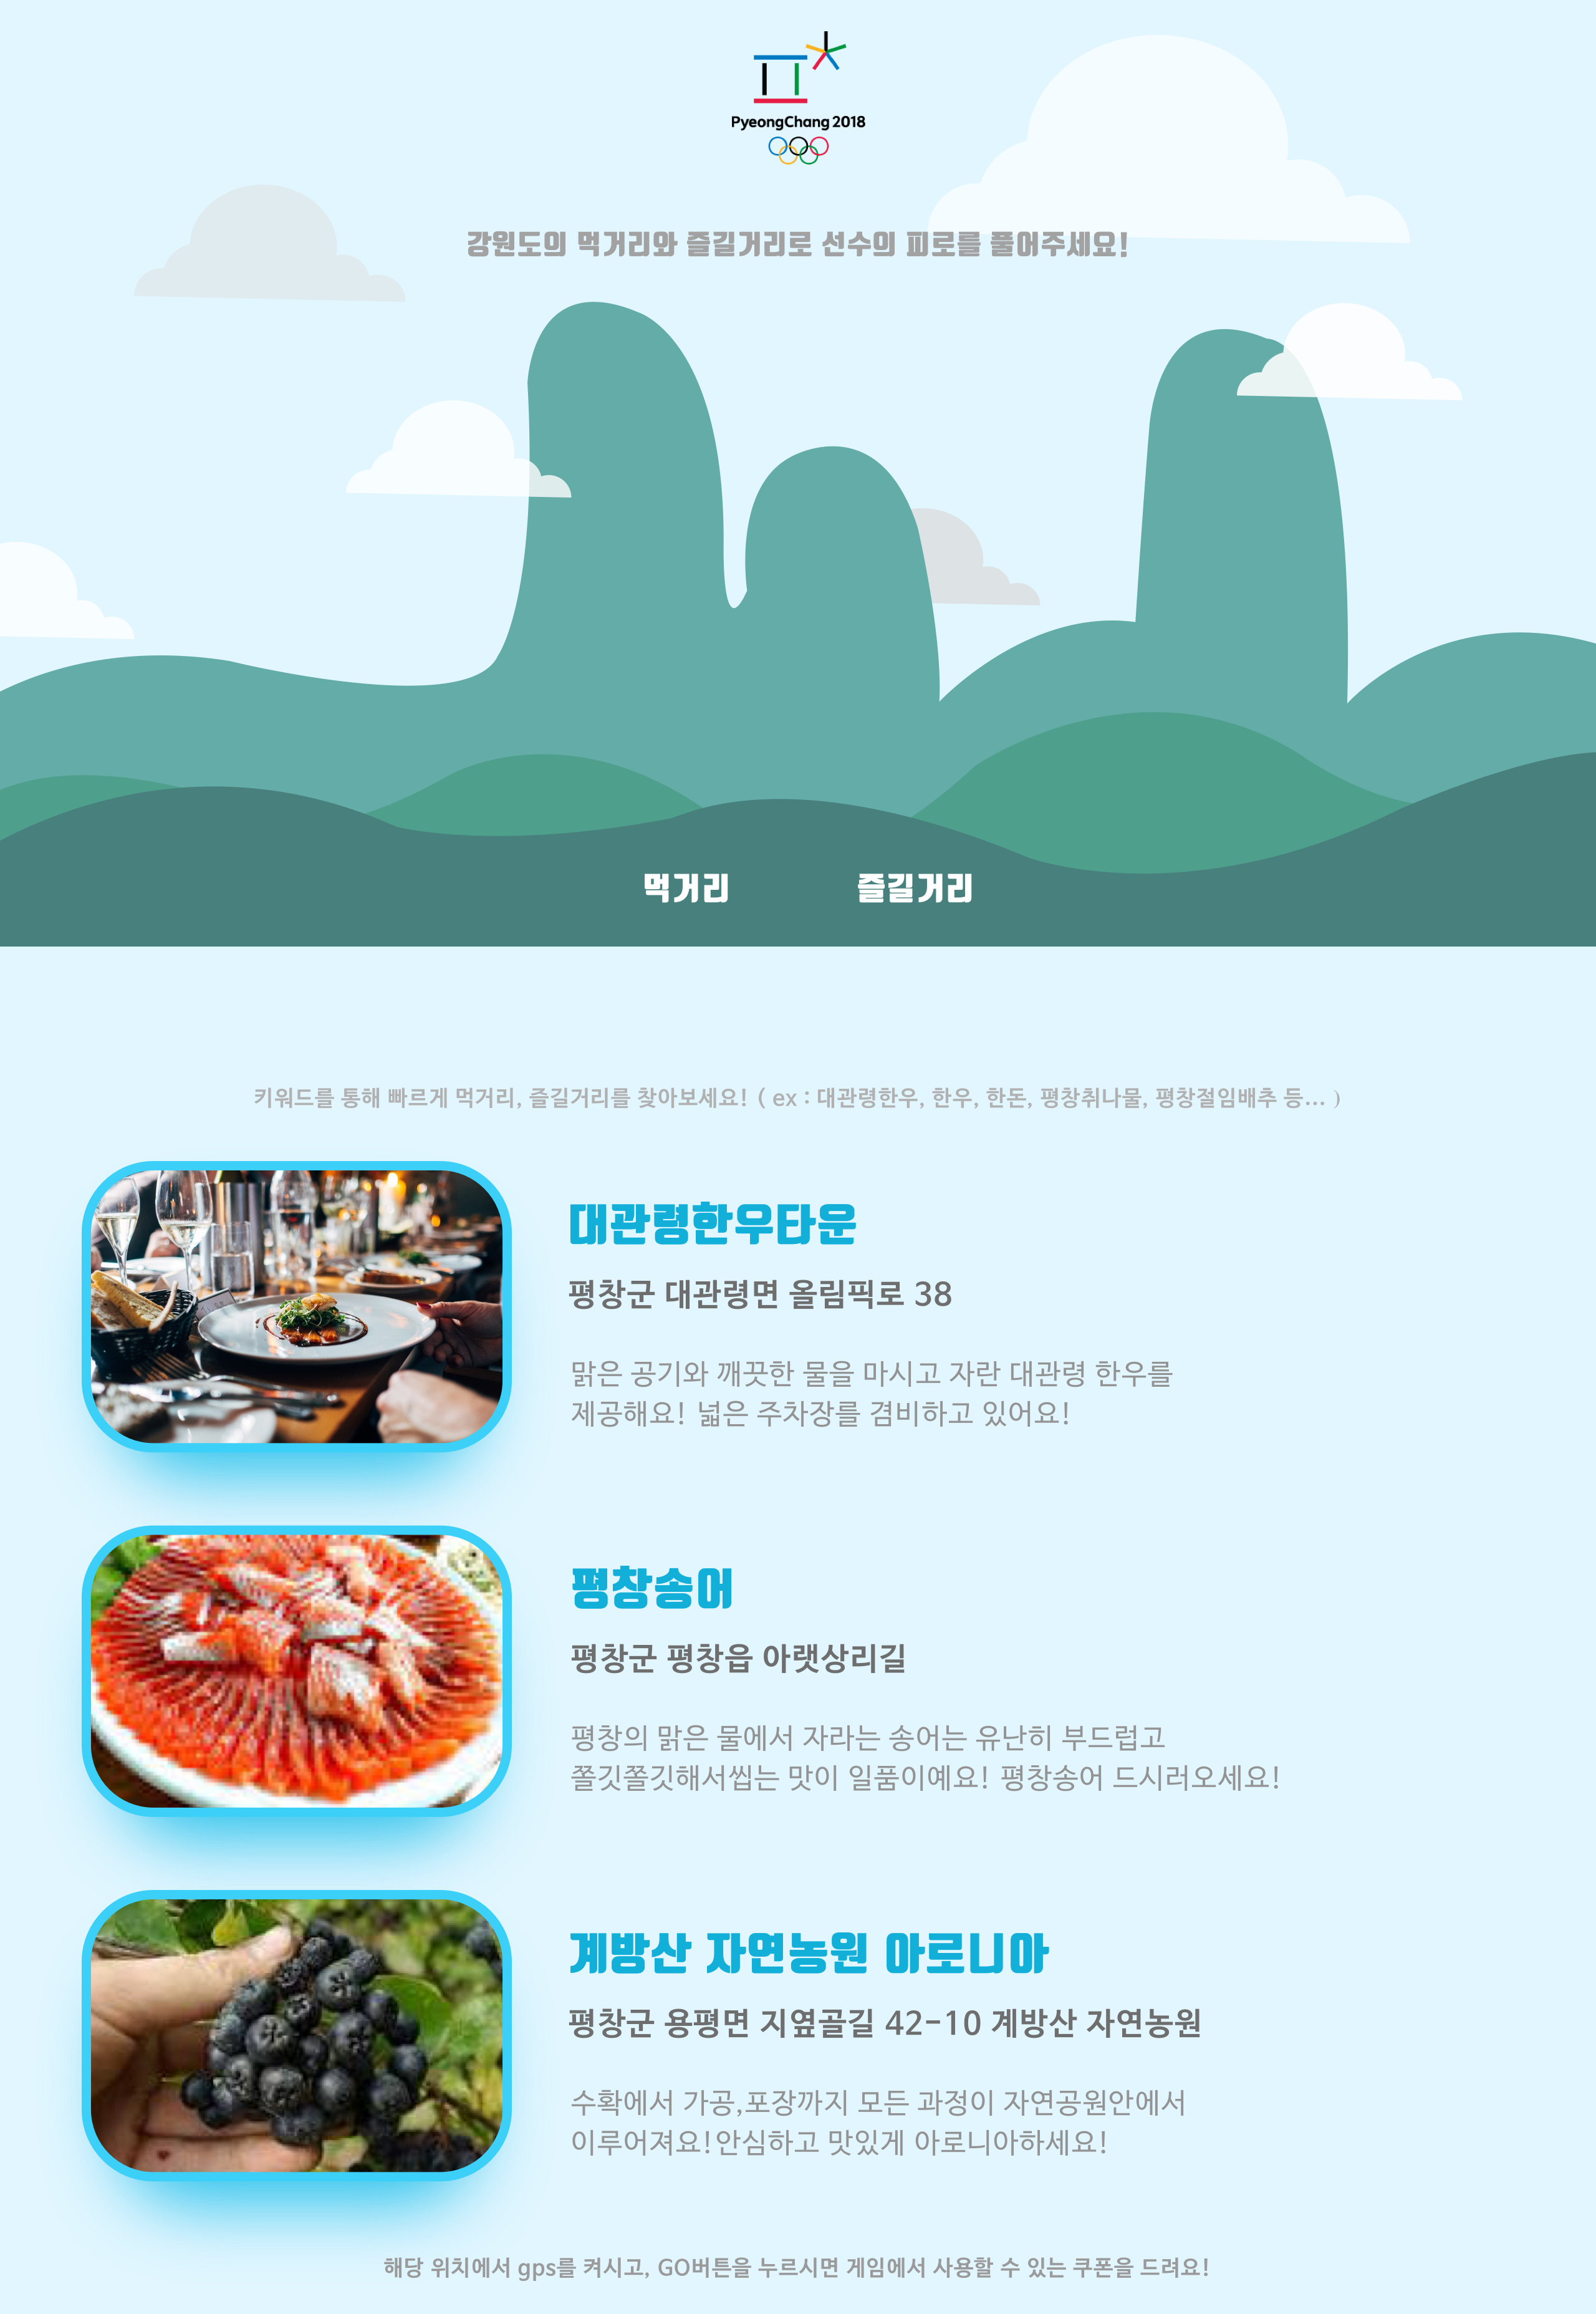 PyeongChang 2018
강원도의 먹거리와 즐길거리로 선수의 피로를 풀어주세요!
먹거리 즐길거리
키워드를 통해 빠르게 먹거리, 즐길거리를 찾아보세요! ( ex : 대관령한우, 한우, 한돈, 평창취나물, 평창절임배추 등... )
대관령한우타운
평창군 대관령면 올림픽로 38
맑은 공기와 깨끗한 물을 마시고 자란 대관령 한우를
제공해요! 넓은 주차장를 겸비하고 있어요!
평창송어
평창군 평창읍 아랫상리길
평창의 맑은 물에서 자라는 송어는 유난히 부드럽고
쫄깃쫄깃해서씹는 맛이 일품이예요! 평창송어 드시러오세요!
계방산 자연농원 아로니아
평창군 용평면 지옆골길 42-10 계방산 자연농원
수확에서 가공,포장까지 모든 과정이 자연공원안에서
이루어져요!안심하고 맛있게 아로니아하세요!
해당 위치에서 gps를 켜시고, GO버튼을 누르시면 게임에서 사용할 수 있는 쿠폰을 드려요!